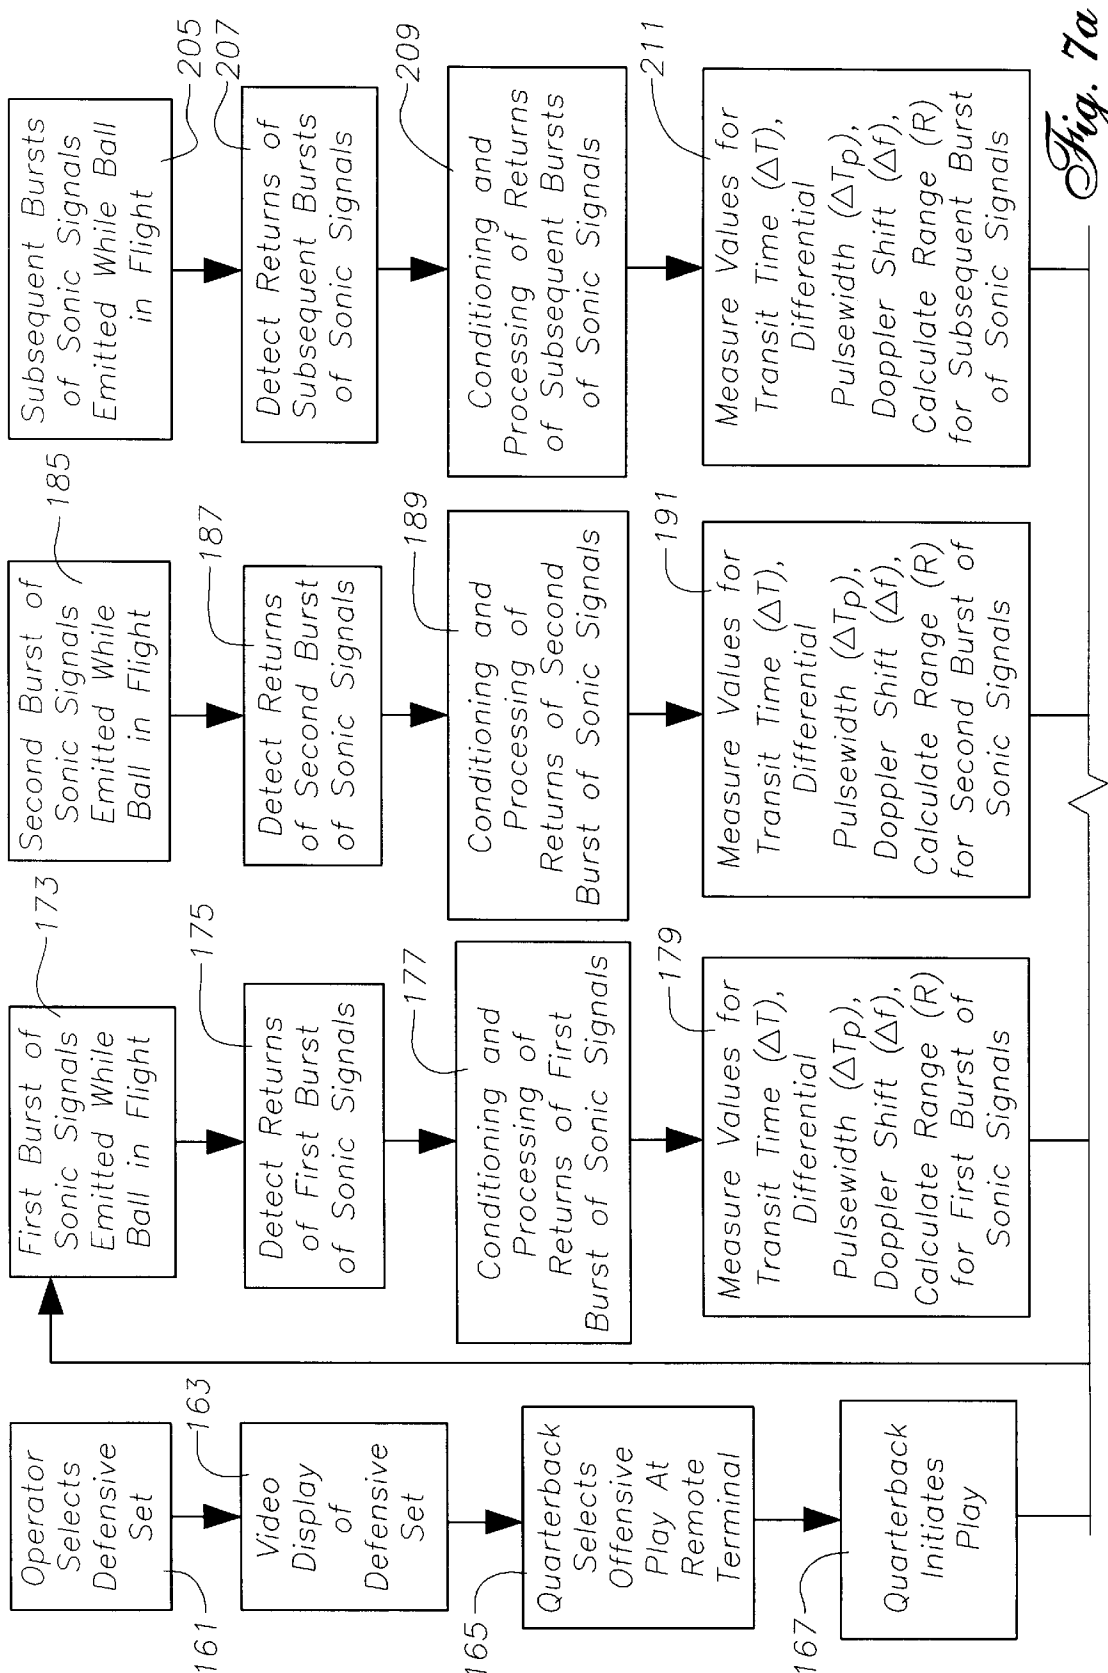 Operator
Selects
Defensive
Set
161
Video
Display
of
Defensive
Set
163
Quarterback
Selects
Offensive
Play At
Remote
Terminal
165
Quarterback
Initiates
Play
167
First Burst of
Sonic Signals
Emitted While
Ball in Flight
173
Detect Returns
of First Burst
of Sonic Signals
175
Conditioning and
Processing of
Returns of First
Burst of Sonic Signals
177
Measure Values for
Transit Time (ΔT),
Differential
Pulsewidth (ΔTp),
Doppler Shift (Δf),
Calculate Range (R)
for First Burst of
Sonic Signals
179
Second Burst of
Sonic Signals
Emitted While
Ball in Flight
185
Detect Returns
of Second Burst
of Sonic Signals
187
Conditioning and
Processing of
Returns of Second
Burst of Sonic Signals
189
Measure Values for
Transit Time (ΔT),
Differential
Pulsewidth (ΔTp),
Doppler Shift (Δf),
Calculate Range (R)
for Second Burst of
Sonic Signals
191
Subsequent Bursts
of Sonic Signals
Emitted While Ball
in Flight
205
Detect Returns of
Subsequent Bursts
of Sonic Signals
207
Conditioning and
Processing of Returns
of Subsequent Bursts
of Sonic Signals
209
Measure Values for
Transit Time (ΔT),
Differential
Pulsewidth (ΔTp),
Doppler Shift (Δf),
Calculate Range (R)
for Subsequent Burst
of Sonic Signals
211
Fig. 7a